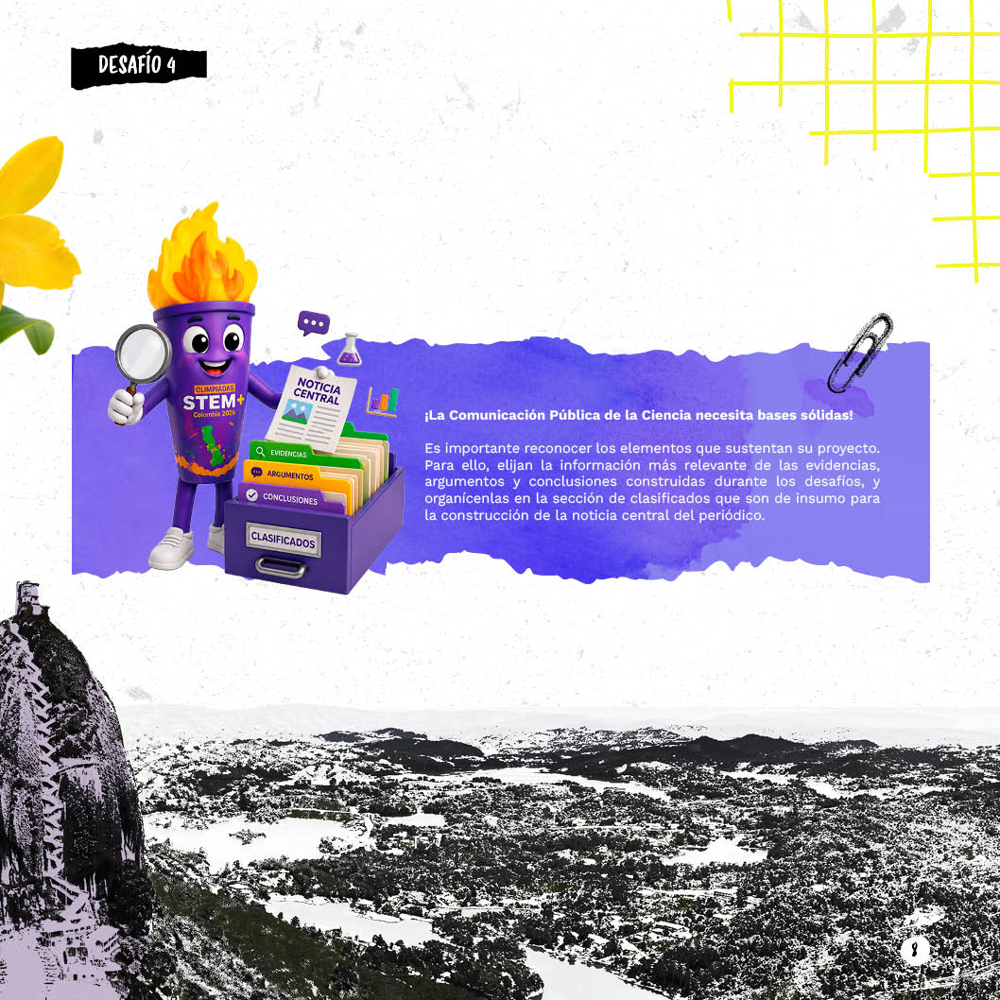 DESAFÍO 4
OLIMPIADAS
STEM+
Colombia 2026
NOTICIA
CENTRAL
EVIDENCIAS
ARGUMENTOS
CONCLUSIONES
CLASIFICADOS
¡La Comunicación Pública de la Ciencia necesita bases sólidas!
Es importante reconocer los elementos que sustentan su proyecto.
Para ello, elijan la información más relevante de las evidencias,
argumentos y conclusiones construidas durante los desafíos, y
organícenlas en la sección de clasificados que son de insumo para
la construcción de la noticia central del periódico.
8